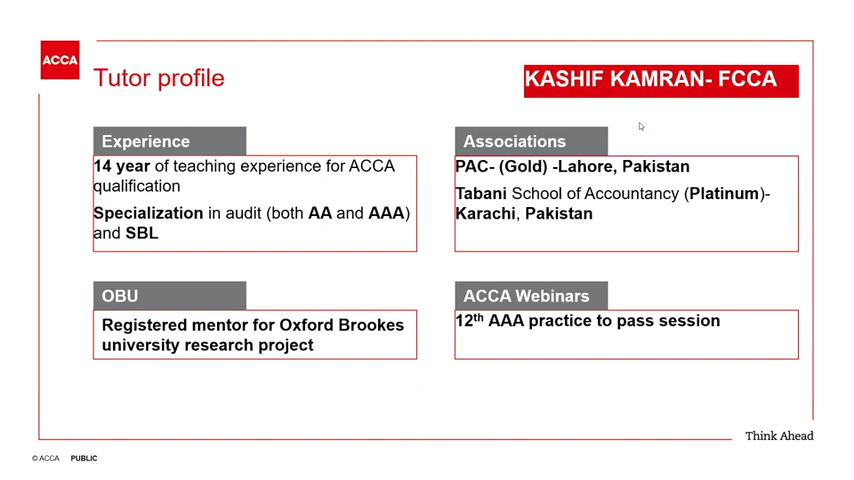 ACCA
Tutor profile
KASHIF KAMRAN- FCCA
Experience
14 year of teaching experience for ACCA
qualification
Specialization in audit (both AA and AAA)
and SBL
Associations
PAC- (Gold) -Lahore, Pakistan
Tabani School of Accountancy (Platinum)-
Karachi, Pakistan
OBU
Registered mentor for Oxford Brookes
university research project
ACCA Webinars
12th AAA practice to pass session
Think Ahead
© ACCA PUBLIC